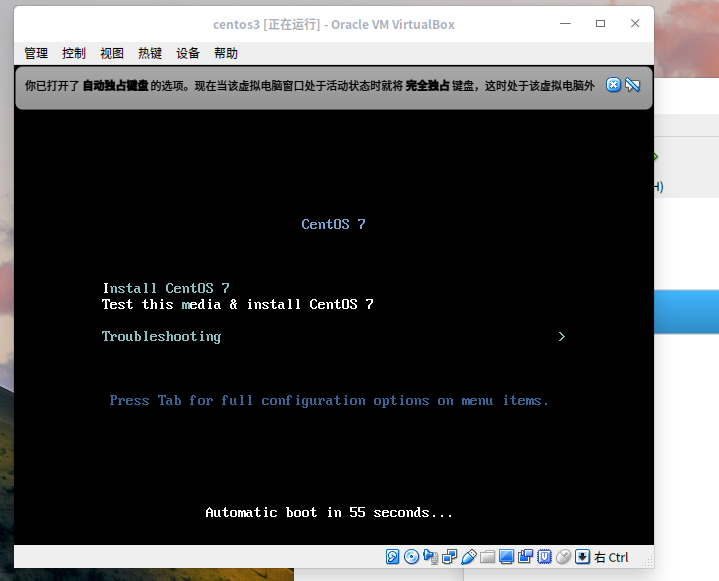 centos3 [正在运行] - Oracle VM VirtualBox
管理 控制 视图 热键 设备 帮助
你已打开了 自动独占键盘 的选项。现在当该虚拟电脑窗口处于活动状态时就将 完全独占 键盘，这时处于该虚拟电脑外
H)
CentOS 7
Install CentOS 7
Test this media & install CentOS 7
Troubleshooting >
Press Tab for full configuration options on menu items.
Automatic boot in 55 seconds...
右 Ctrl